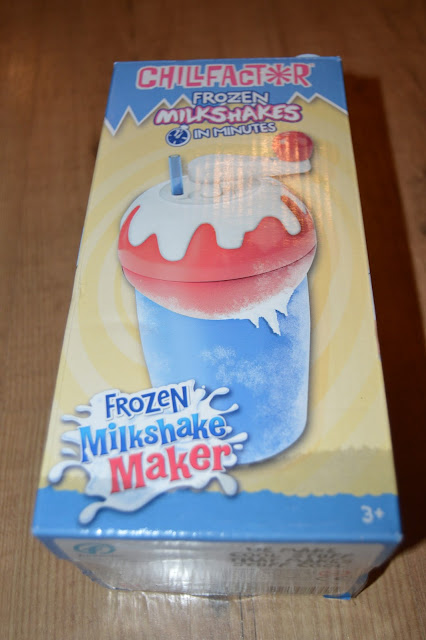 CHILLFACTOR
FROZEN
MILKSHAKES
IN MINUTES
FROZEN
Milkshake
Maker
3+